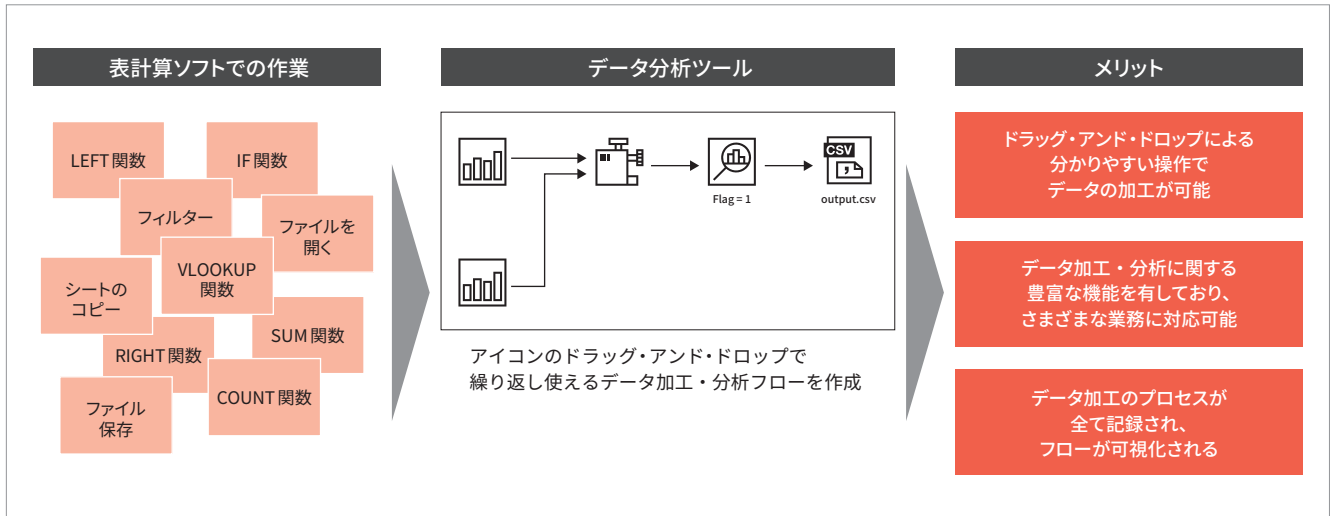 表計算ソフトでの作業
LEFT関数
IF関数
フィルター
ファイルを
開く
VLOOKUP
関数
シートの
コピー
SUM関数
RIGHT関数
COUNT関数
ファイル
保存
データ分析ツール
CSV
Flag = 1
output.csv
アイコンのドラッグ・アンド・ドロップで
繰り返し使えるデータ加工・分析フローを作成
メリット
ドラッグ・アンド・ドロップによる
分かりやすい操作で
データの加工が可能
データ加工・分析に関する
豊富な機能を有しており、
さまざまな業務に対応可能
データ加工のプロセスが
全て記録され、
フローが可視化される